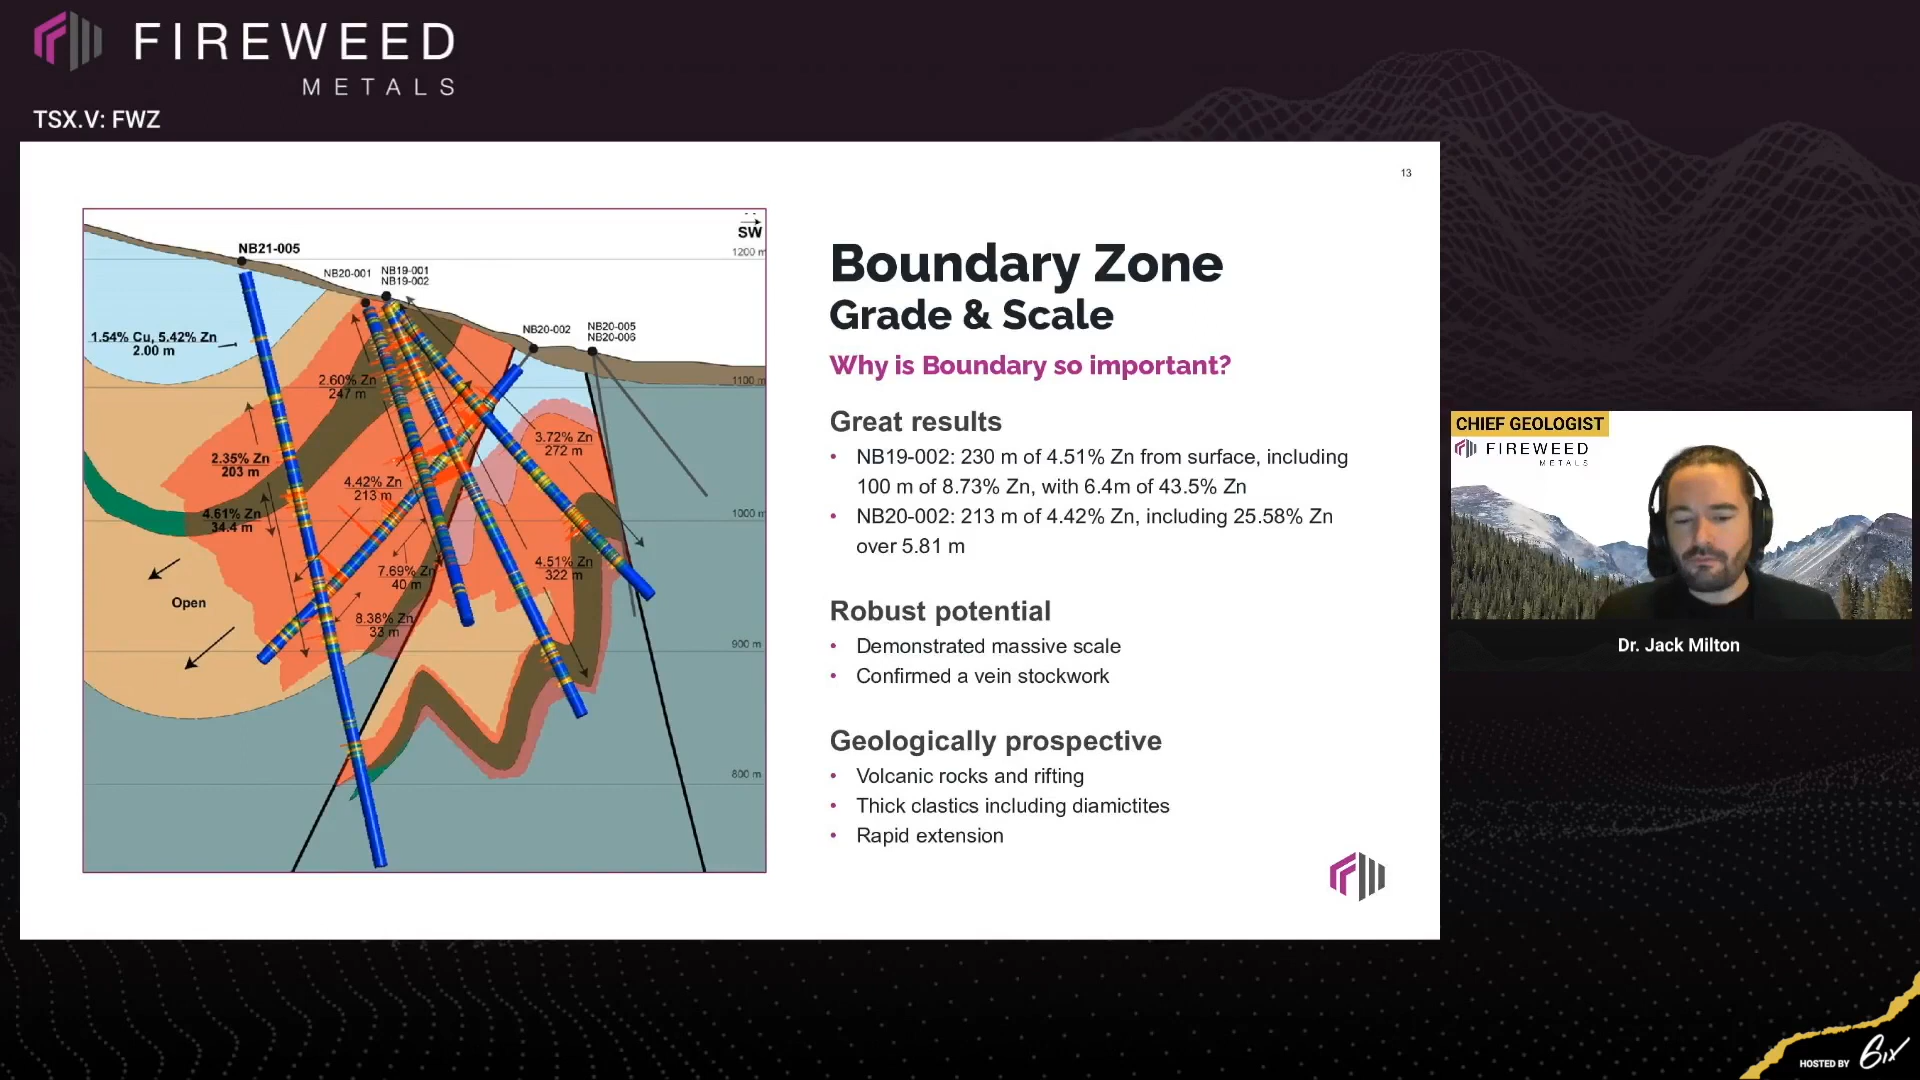 FIREWEED
METALS
TSX.V: FWZ
13
SW
1200 m
NB21-005
NB20-001
NB19-001
NB19-002
NB20-002
NB20-005
NB20-006
1.54% Cu, 5.42% Zn
2.00 m
1100 m
2.60% Zn
247 m
3.72% Zn
272 m
2.35% Zn
203 m
4.42% Zn
213 m
4.61% Zn
34.4 m
1000 m
7.69% Zn
40 m
4.51% Zn
322 m
Open
8.38% Zn
33 m
900 m
800 m
Boundary Zone
Grade & Scale
Why is Boundary so important?
Great results
• NB19-002: 230 m of 4.51% Zn from surface, including
100 m of 8.73% Zn, with 6.4m of 43.5% Zn
• NB20-002: 213 m of 4.42% Zn, including 25.58% Zn
over 5.81 m
Robust potential
• Demonstrated massive scale
• Confirmed a vein stockwork
Geologically prospective
• Volcanic rocks and rifting
• Thick clastics including diamictites
• Rapid extension
CHIEF GEOLOGIST
FIREWEED
METALS
Dr. Jack Milton
HOSTED BY 6ix